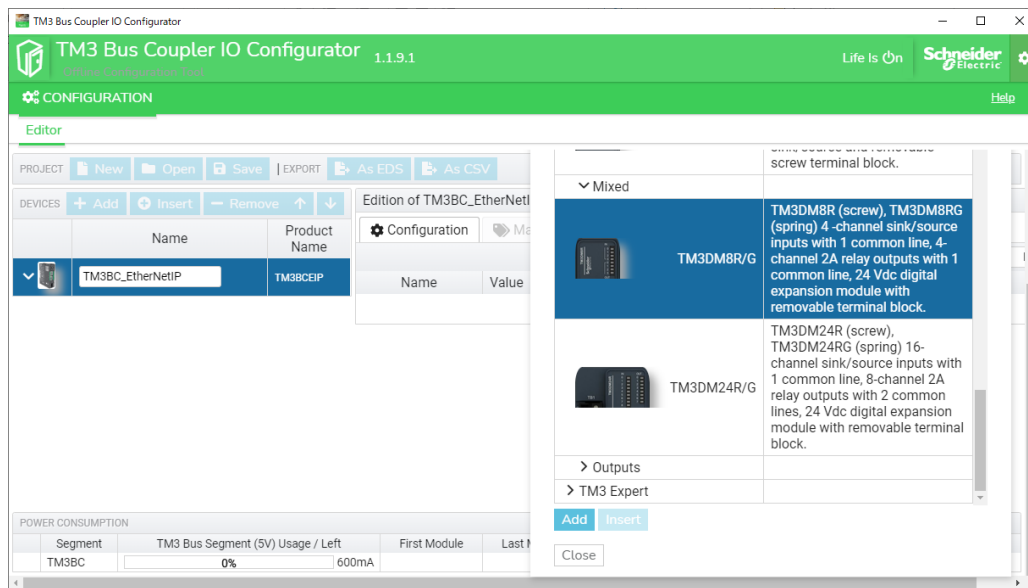 TM3 Bus Coupler IO Configurator
TM3 Bus Coupler IO Configurator 1.1.9.1
Life Is On
Schneider
Electric
CONFIGURATION
Help
Editor
PROJECT New Open Save | EXPORT As EDS As CSV
DEVICES + Add Insert Remove
Name
Product
Name
TM3BC_EtherNetIP
TM3BCEIP
Edition of TM3BC_EtherNetI
Configuration
Ma
Name Value
screw terminal block.
Mixed
TM3DM8R/G
TM3DM8R (screw), TM3DM8RG
(spring) 4 -channel sink/source
inputs with 1 common line, 4-
channel 2A relay outputs with 1
common line, 24 Vdc digital
expansion module with
removable terminal block.
TM3DM24R/G
TM3DM24R (screw),
TM3DM24RG (spring) 16-
channel sink/source inputs with
1 common line, 8-channel 2A
relay outputs with 2 common
lines, 24 Vdc digital expansion
module with removable terminal
block.
Outputs
TM3 Expert
Add Insert
Close
POWER CONSUMPTION
Segment TM3 Bus Segment (5V) Usage / Left First Module Last M
TM3BC 0% 600mA